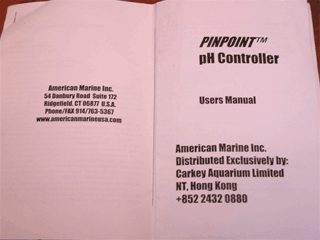 American Marine Inc.
54 Danbury Road Suite 172
Ridgefield, CT 06877 U.S.A.
Phone/FAX 914/763-5367
www.americanmarineusa.com
PINPOINT™
pH Controller
Users Manual
American Marine Inc.
Distributed Exclusively by:
Carkey Aquarium Limited
NT, Hong Kong
+852 2432 0880